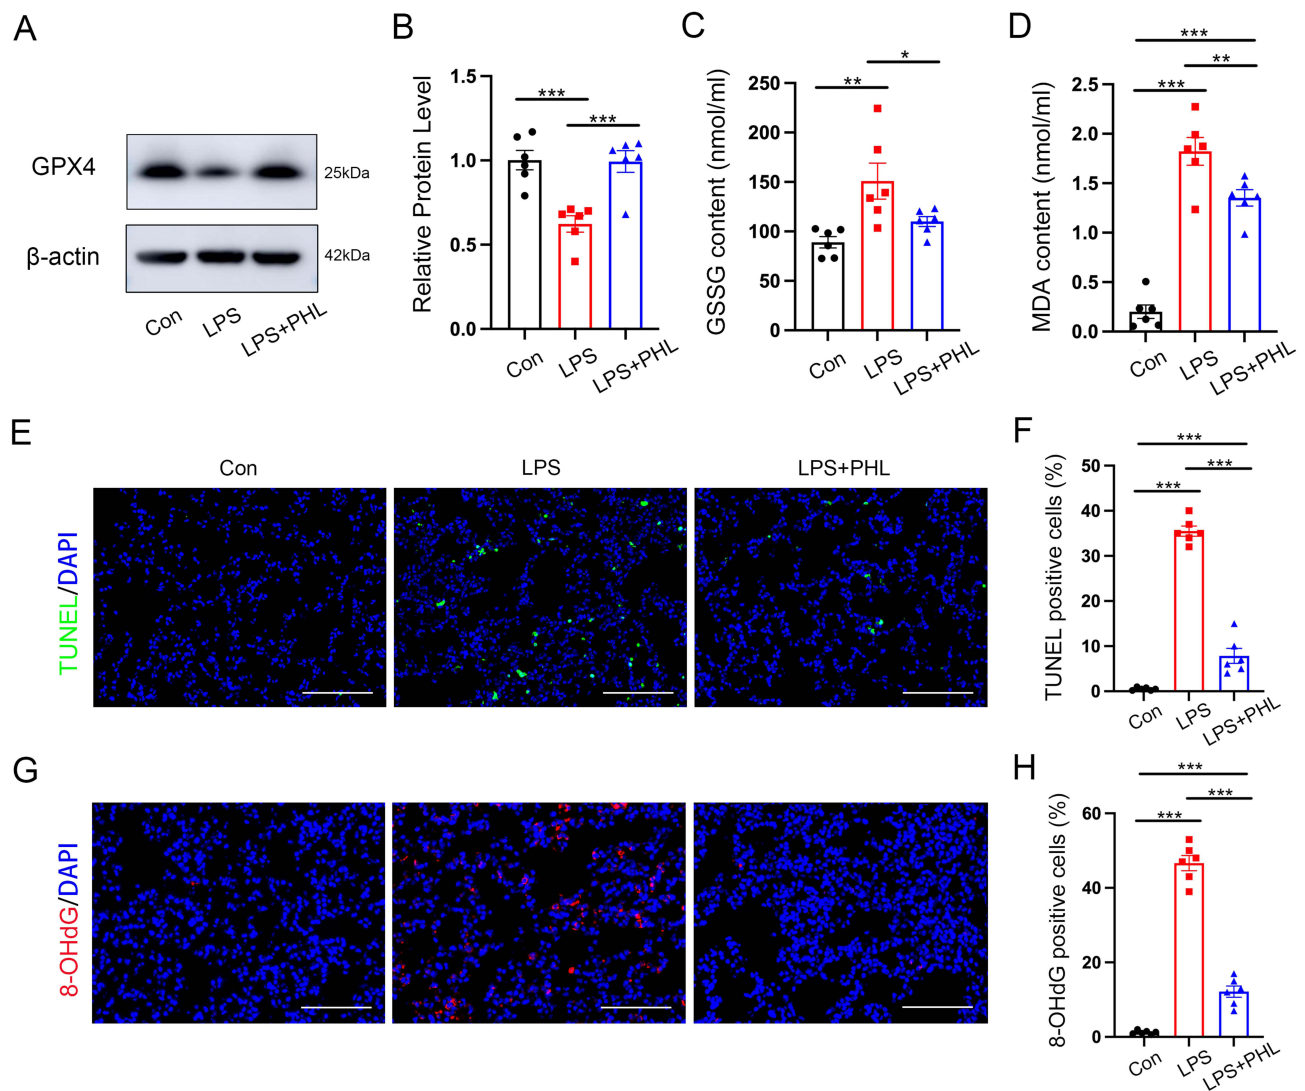 A
GPX4
25kDa
β-actin
42kDa
Con
LPS
LPS+PHL
B
Relative Protein Level
1.5
1.0
0.5
0.0
***
***
Con
LPS
LPS+PHL
C
GSSG content (nmol/ml)
250
200
150
100
50
0
*
**
Con
LPS
LPS+PHL
D
MDA content (nmol/ml)
2.5
2.0
1.5
1.0
0.5
0.0
***
**
***
Con
LPS
LPS+PHL
E
Con
LPS
LPS+PHL
TUNEL/DAPI
F
TUNEL positive cells (%)
50
40
30
20
10
0
***
***
***
Con
LPS
LPS+PHL
G
8-OHdG/DAPI
H
8-OHdG positive cells (%)
60
40
20
0
***
***
***
Con
LPS
LPS+PHL